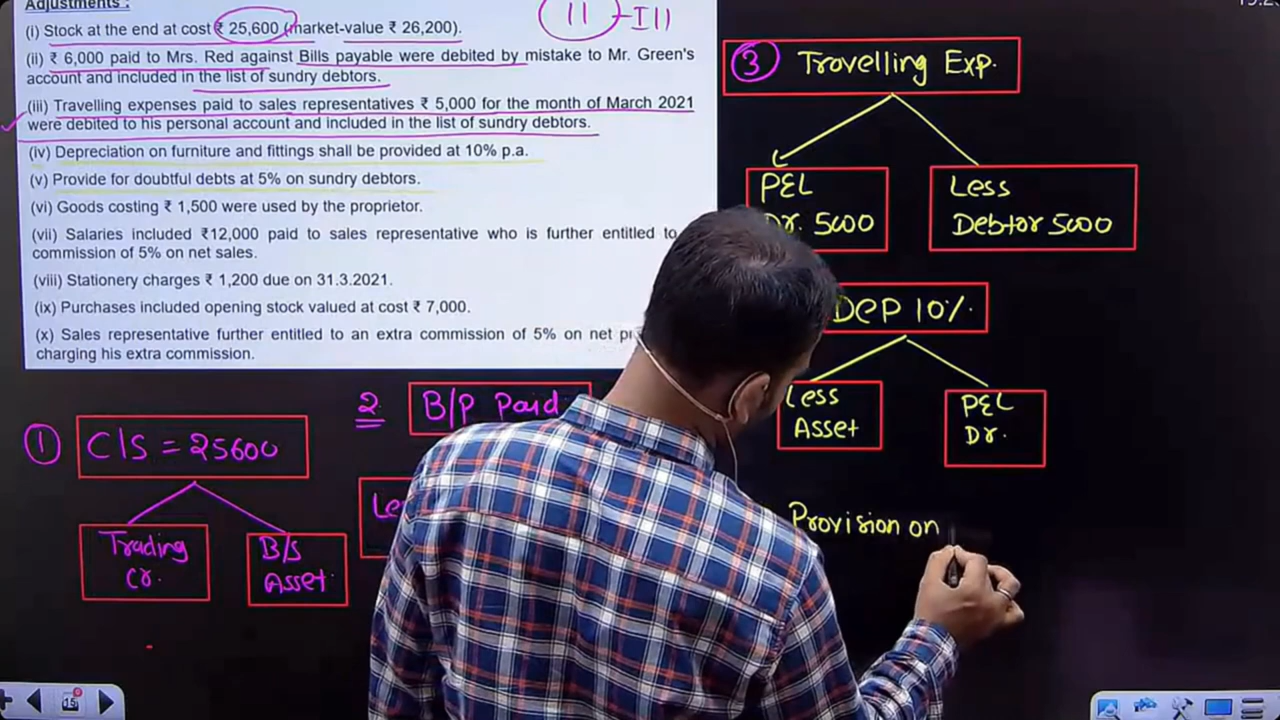 Adjustments :
(i) Stock at the end at cost ₹ 25,600 (market-value ₹ 26,200).
(ii) ₹ 6,000 paid to Mrs. Red against Bills payable were debited by mistake to Mr. Green's
account and included in the list of sundry debtors.
(iii) Travelling expenses paid to sales representatives ₹ 5,000 for the month of March 2021
were debited to his personal account and included in the list of sundry debtors.
(iv) Depreciation on furniture and fittings shall be provided at 10% p.a.
(v) Provide for doubtful debts at 5% on sundry debtors.
(vi) Goods costing ₹ 1,500 were used by the proprietor.
(vii) Salaries included ₹12,000 paid to sales representative who is further entitled to
commission of 5% on net sales.
(viii) Stationery charges ₹ 1,200 due on 31.3.2021.
(ix) Purchases included opening stock valued at cost ₹ 7,000.
(x) Sales representative further entitled to an extra commission of 5% on net
charging his extra commission.
11 - III
① C/S = 25600
Trading
Cr.
B/S
Asset
2. B/P Paid
③ Trovelling Exp.
P&L
Dr. 5000
Less
Debtor 5000
Dep 10%.
Less
Asset
P&L
Dr.
Provision on
15